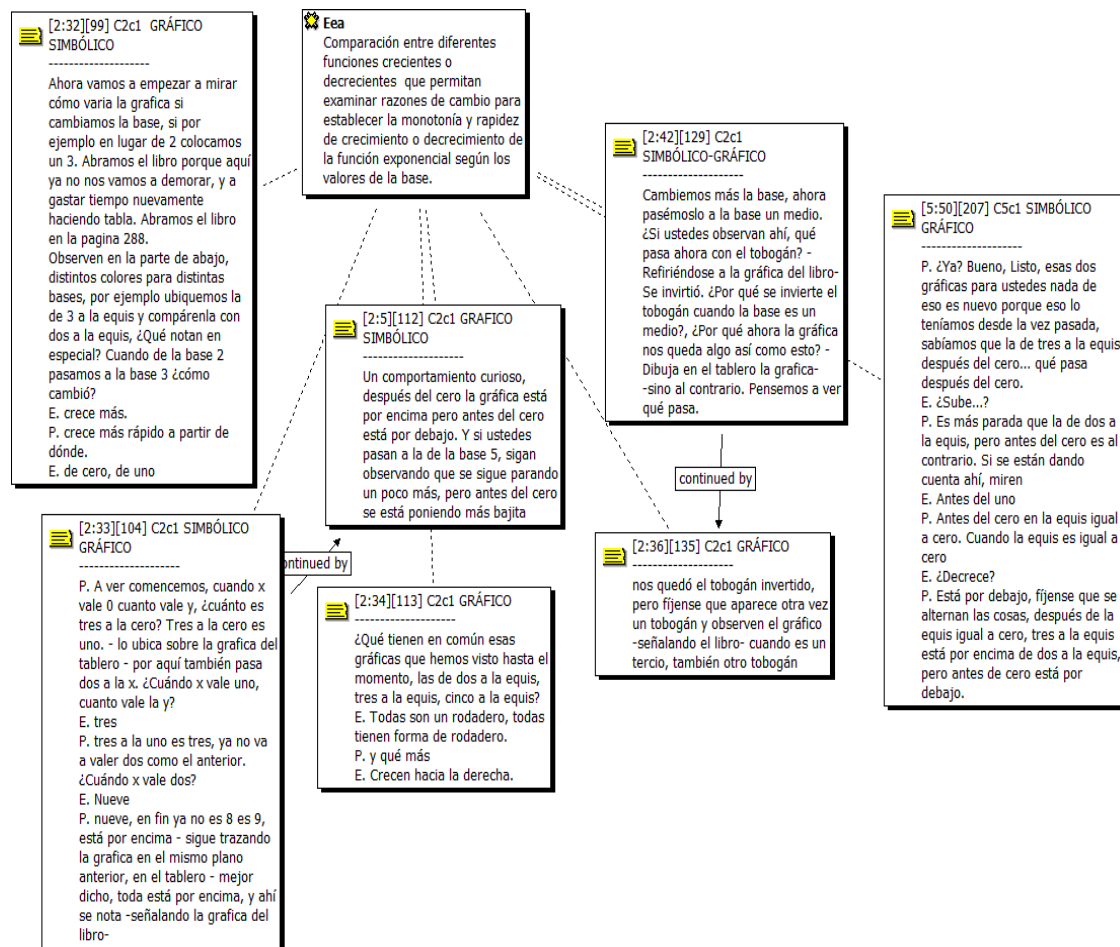 [2:32][99] C2c1  GRÁFICO
SIMBÓLICO
--------------------
Ahora vamos a empezar a mirar
cómo varia la grafica si
cambiamos la base, si por
ejemplo en lugar de 2 colocamos
un 3. Abramos el libro porque aquí
ya no nos vamos a demorar, y a
gastar tiempo nuevamente
haciendo tabla. Abramos el libro
en la pagina 288.
Observen en la parte de abajo,
distintos colores para distintas
bases, por ejemplo ubiquemos la
de 3 a la equis y compárenla con
dos a la equis, ¿Qué notan en
especial? Cuando de la base 2
pasamos a la base 3 ¿cómo
cambió?
E. crece más.
P. crece más rápido a partir de
dónde.
E. de cero, de uno
Eea
Comparación entre diferentes
funciones crecientes o
decrecientes  que permitan
examinar razones de cambio para
establecer la monotonía y rapidez
de crecimiento o decrecimiento de
la función exponencial según los
valores de la base.
[2:42][129] C2c1
SIMBÓLICO-GRÁFICO
--------------------
Cambiemos más la base, ahora
pasémoslo a la base un medio.
¿Si ustedes observan ahí, qué
pasa ahora con el tobogán? -
Refiriéndose a la gráfica del libro-
Se invirtió. ¿Por qué se invierte el
tobogán cuando la base es un
medio?, ¿Por qué ahora la gráfica
nos queda algo así como esto? -
Dibuja en el tablero la grafica-
-sino al contrario. Pensemos a ver
qué pasa.
[5:50][207] C5c1 SIMBÓLICO
GRÁFICO
--------------------
P. ¿Ya? Bueno, Listo, esas dos
gráficas para ustedes nada de
eso es nuevo porque eso lo
teníamos desde la vez pasada,
sabíamos que la de tres a la equis
después del cero... qué pasa
después del cero.
E. ¿Sube...?
P. Es más parada que la de dos a
la equis, pero antes del cero es al
contrario. Si se están dando
cuenta ahí, miren
E. Antes del uno
P. Antes del cero en la equis igual
a cero. Cuando la equis es igual a
cero
E. ¿Decrece?
P. Está por debajo, fíjense que se
alternan las cosas, después de la
equis igual a cero, tres a la equis
está por encima de dos a la equis,
pero antes de cero está por
debajo.
[2:5][112] C2c1 GRAFICO
SIMBÓLICO
--------------------
Un comportamiento curioso,
después del cero la gráfica está
por encima pero antes del cero
está por debajo. Y si ustedes
pasan a la de la base 5, sigan
observando que se sigue parando
un poco más, pero antes del cero
se está poniendo más bajita
continued by
[2:33][104] C2c1 SIMBÓLICO
GRÁFICO
--------------------
P. A ver comencemos, cuando x
vale 0 cuanto vale y, ¿cuánto es
tres a la cero? Tres a la cero es
uno. - lo ubica sobre la grafica del
tablero - por aquí también pasa
dos a la x. ¿Cuándo x vale uno,
cuanto vale la y?
E. tres
P. tres a la uno es tres, ya no va
a valer dos como el anterior.
¿Cuándo x vale dos?
E. Nueve
P. nueve, en fin ya no es 8 es 9,
está por encima - sigue trazando
la grafica en el mismo plano
anterior, en el tablero - mejor
dicho, toda está por encima, y ahí
se nota -señalando la grafica del
libro-
ontinued by
[2:34][113] C2c1 GRÁFICO
--------------------
¿Qué tienen en común esas
gráficas que hemos visto hasta el
momento, las de dos a la equis,
tres a la equis, cinco a la equis?
E. Todas son un rodadero, todas
tienen forma de rodadero.
P. y qué más
E. Crecen hacia la derecha.
[2:36][135] C2c1 GRÁFICO
--------------------
nos quedó el tobogán invertido,
pero fíjense que aparece otra vez
un tobogán y observen el gráfico
-señalando el libro- cuando es un
tercio, también otro tobogán